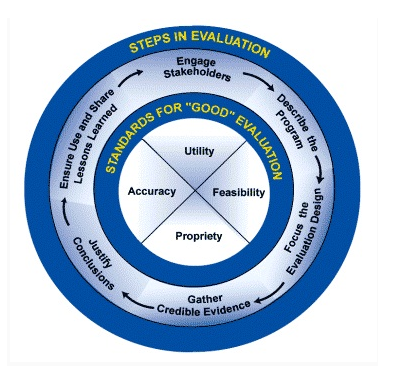 STEPS IN EVALUATION
Engage
Stakeholders
Describe the
Program
Focus the
Evaluation Design
Gather
Credible Evidence
Justify
Conclusions
Ensure Use and Share
Lessons Learned
STANDARDS FOR "GOOD" EVALUATION
Utility
Accuracy
Feasibility
Propriety